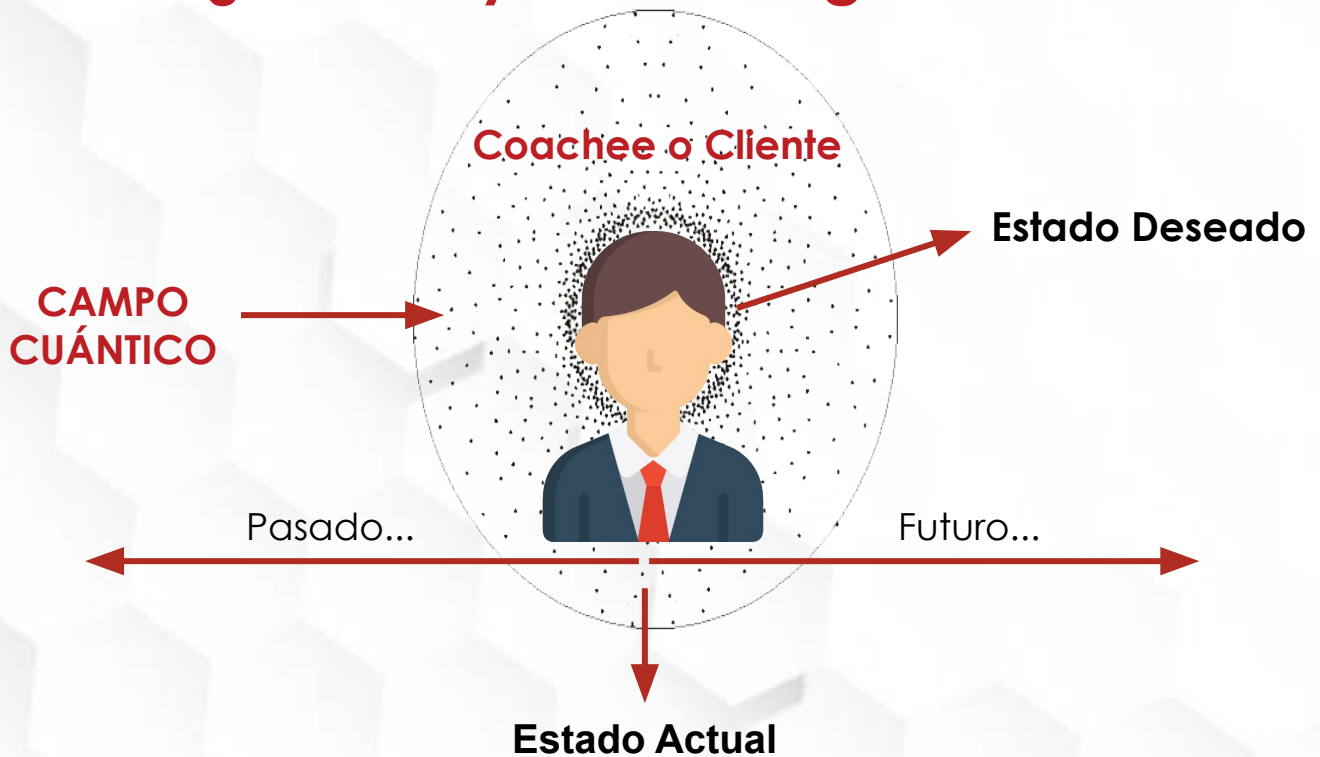 Coachee o Cliente
Estado Deseado
CAMPO
CUÁNTICO
Pasado...
Futuro...
Estado Actual